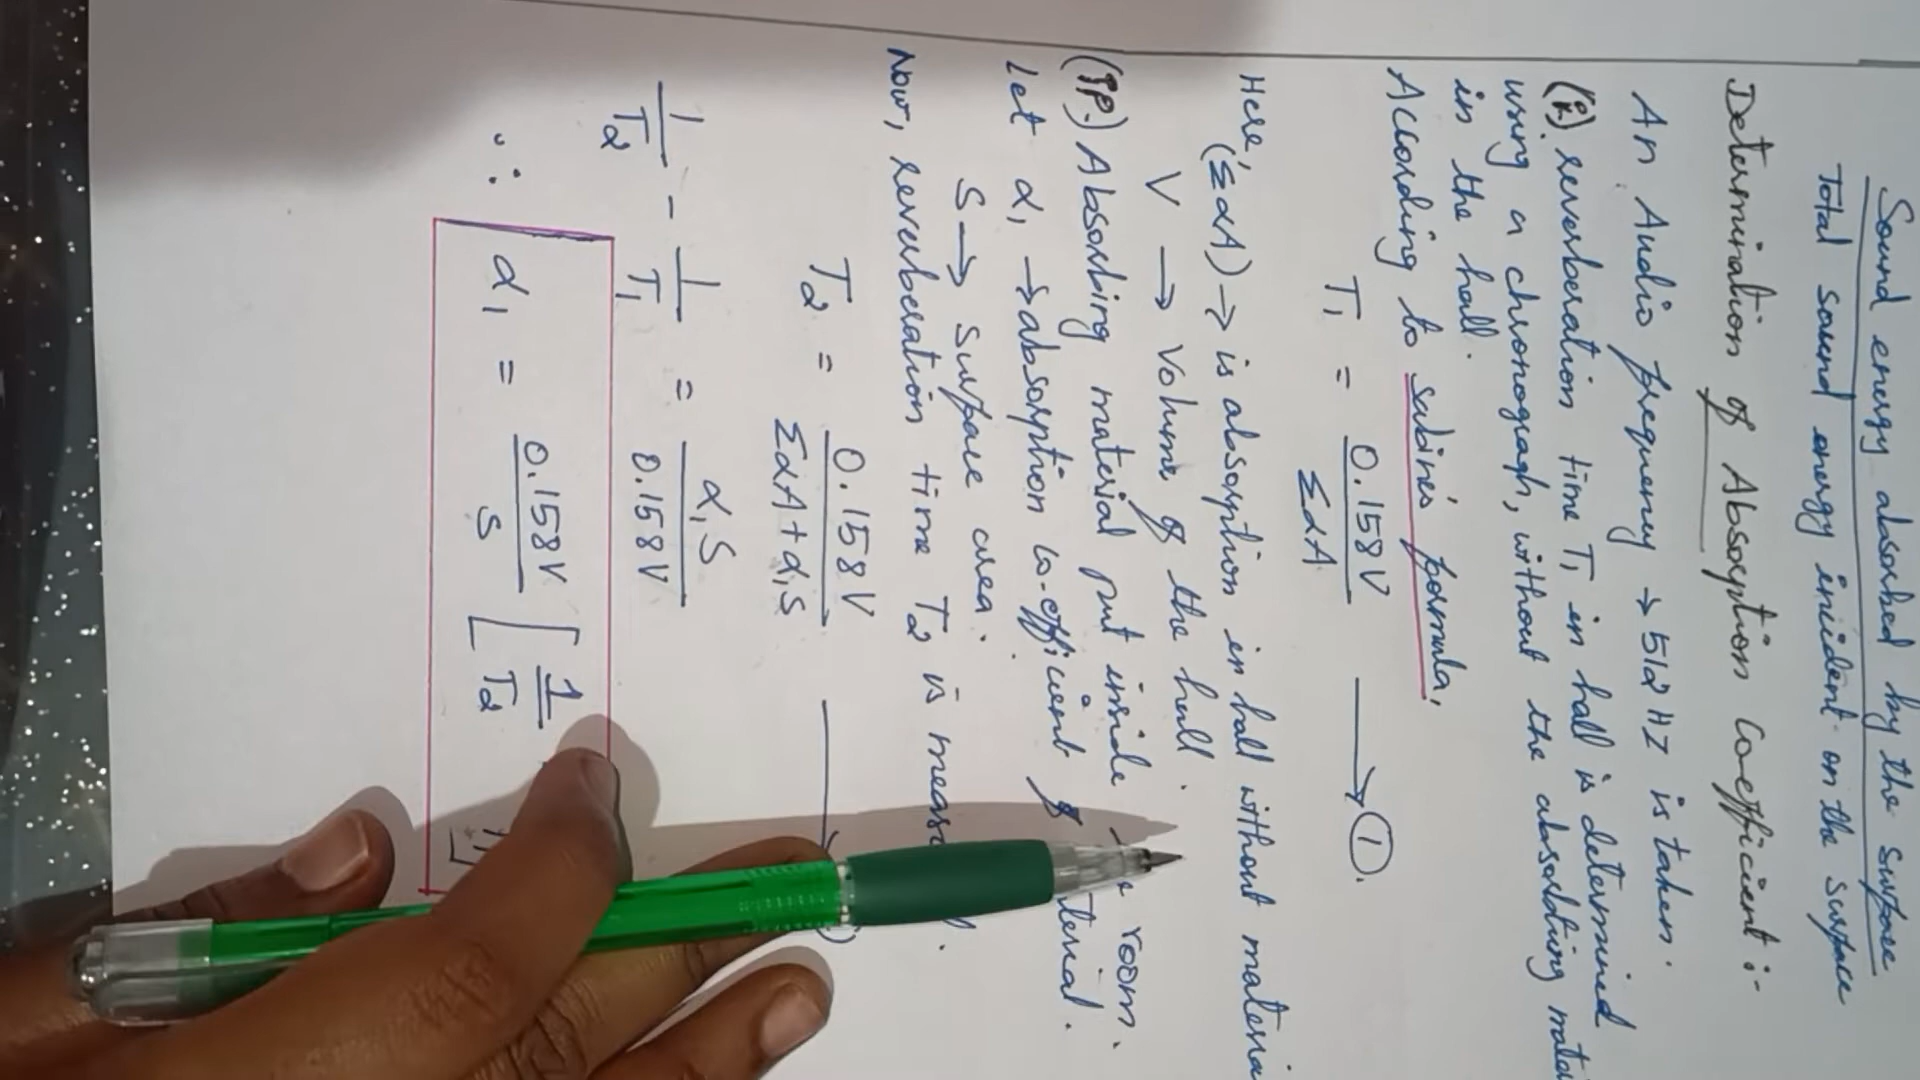 Sound energy absorbed by the surface
Total sound energy incident on the surface
Determination of Absorption Coefficient :-
An Audio frequency → 512 Hz is taken.
(i). reverberation time T₁ in hall is determined
using a chronograph, without the absorbing
in the hall.
According to sabine's formula,
T₁ = 0.158V / ΣαA → ①.
Here, (ΣαA) → is absorption in hall without
V → Volume of the hall.
(ii.) Absorbing material put inside room.
Let α₁ → absorption co-efficient of
S → surface area.
Now, reverberation time T₂ is
T₂ = 0.158V / ΣαA + α₁S
1/T₂ - 1/T₁ = α₁S / 0.158V
∴ α₁ = 0.158V / S [ 1/T₂